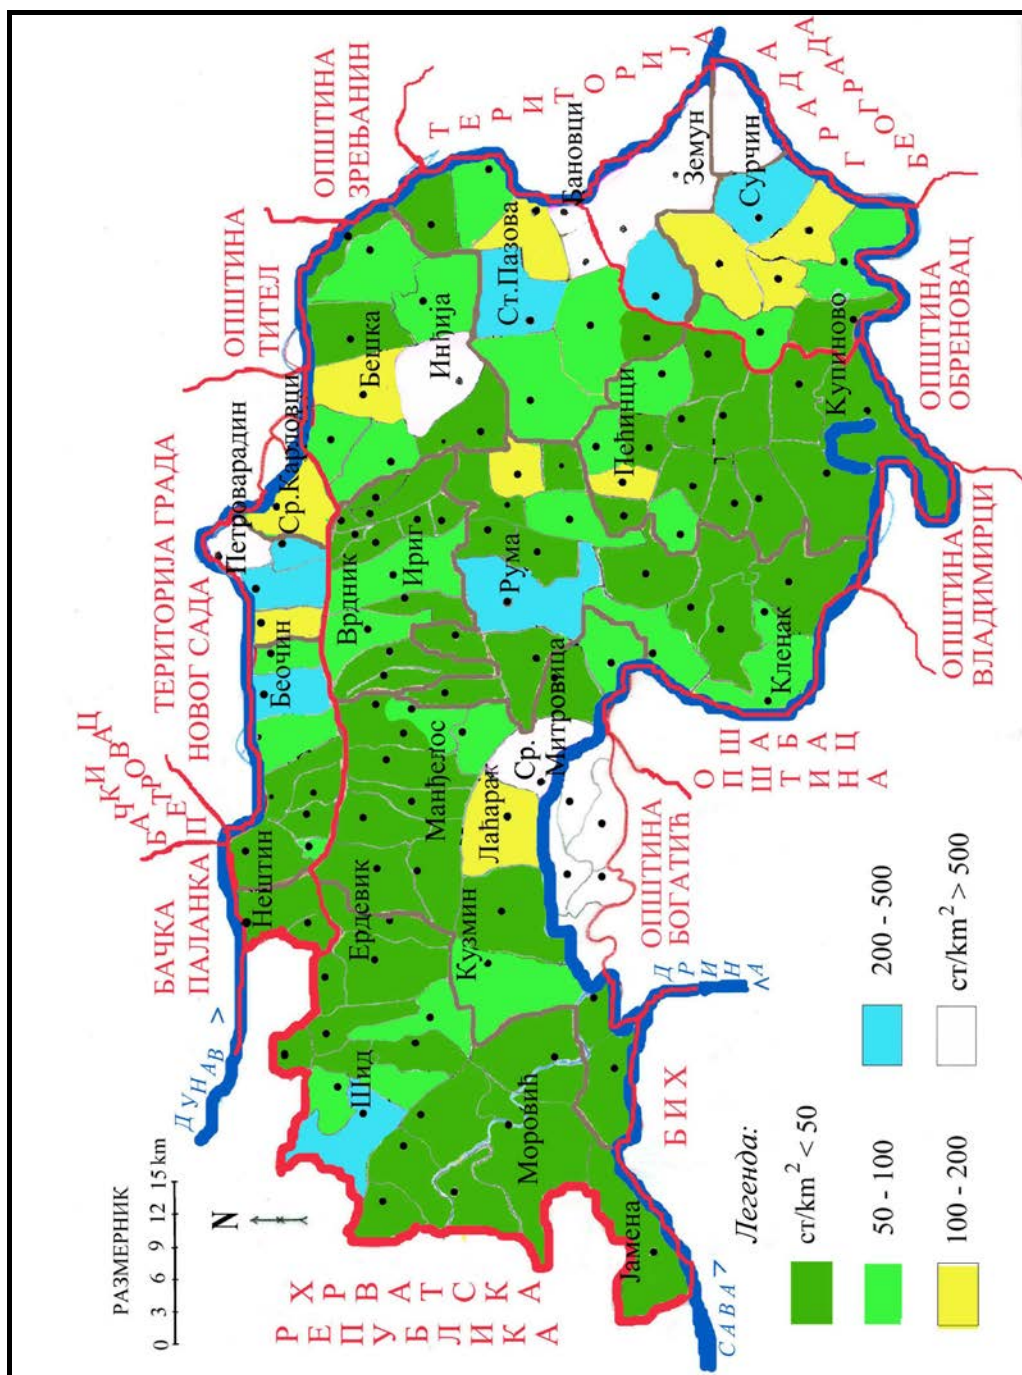 РАЗМЕРНИК
0 3 6 9 12 15 km
N
ДУНАВ >
БАЧКА
ПАЛАНКА
БАЧКИ
ПЕТРОВАЦ
ТЕРИТОРИЈА ГРАДА
НОВОГ САДА
ОПШТИНА
ТИТЕЛ
ОПШТИНА
ЗРЕЊАНИН
ТЕРИТОРИЈА
ГРАДА
БЕОГРАДА
РЕПУБЛИКА
ХРВАТСКА
Нештин
Беочин
Петроварадин
Ср.Карловци
Шид
Ердевик
Врдник
Бешка
Манђелос
Ириг
Инђија
Кузмин
Лаћарак
Рума
Ст.Пазова
Бановци
Моровић
Ср.
Митровица
Пећинци
Земун
Јамена
Сурчин
Кленак
Купиново
БИХ
ДРИНА
<
САВА >
ОПШТИНА
БОГАТИЋ
ОПШТИНА
ШАБАЦ
ОПШТИНА
ВЛАДИМИРЦИ
ОПШТИНА
ОБРЕНОВАЦ
Легенда:
ст/km² < 50
50 - 100
100 - 200
200 - 500
ст/km² > 500